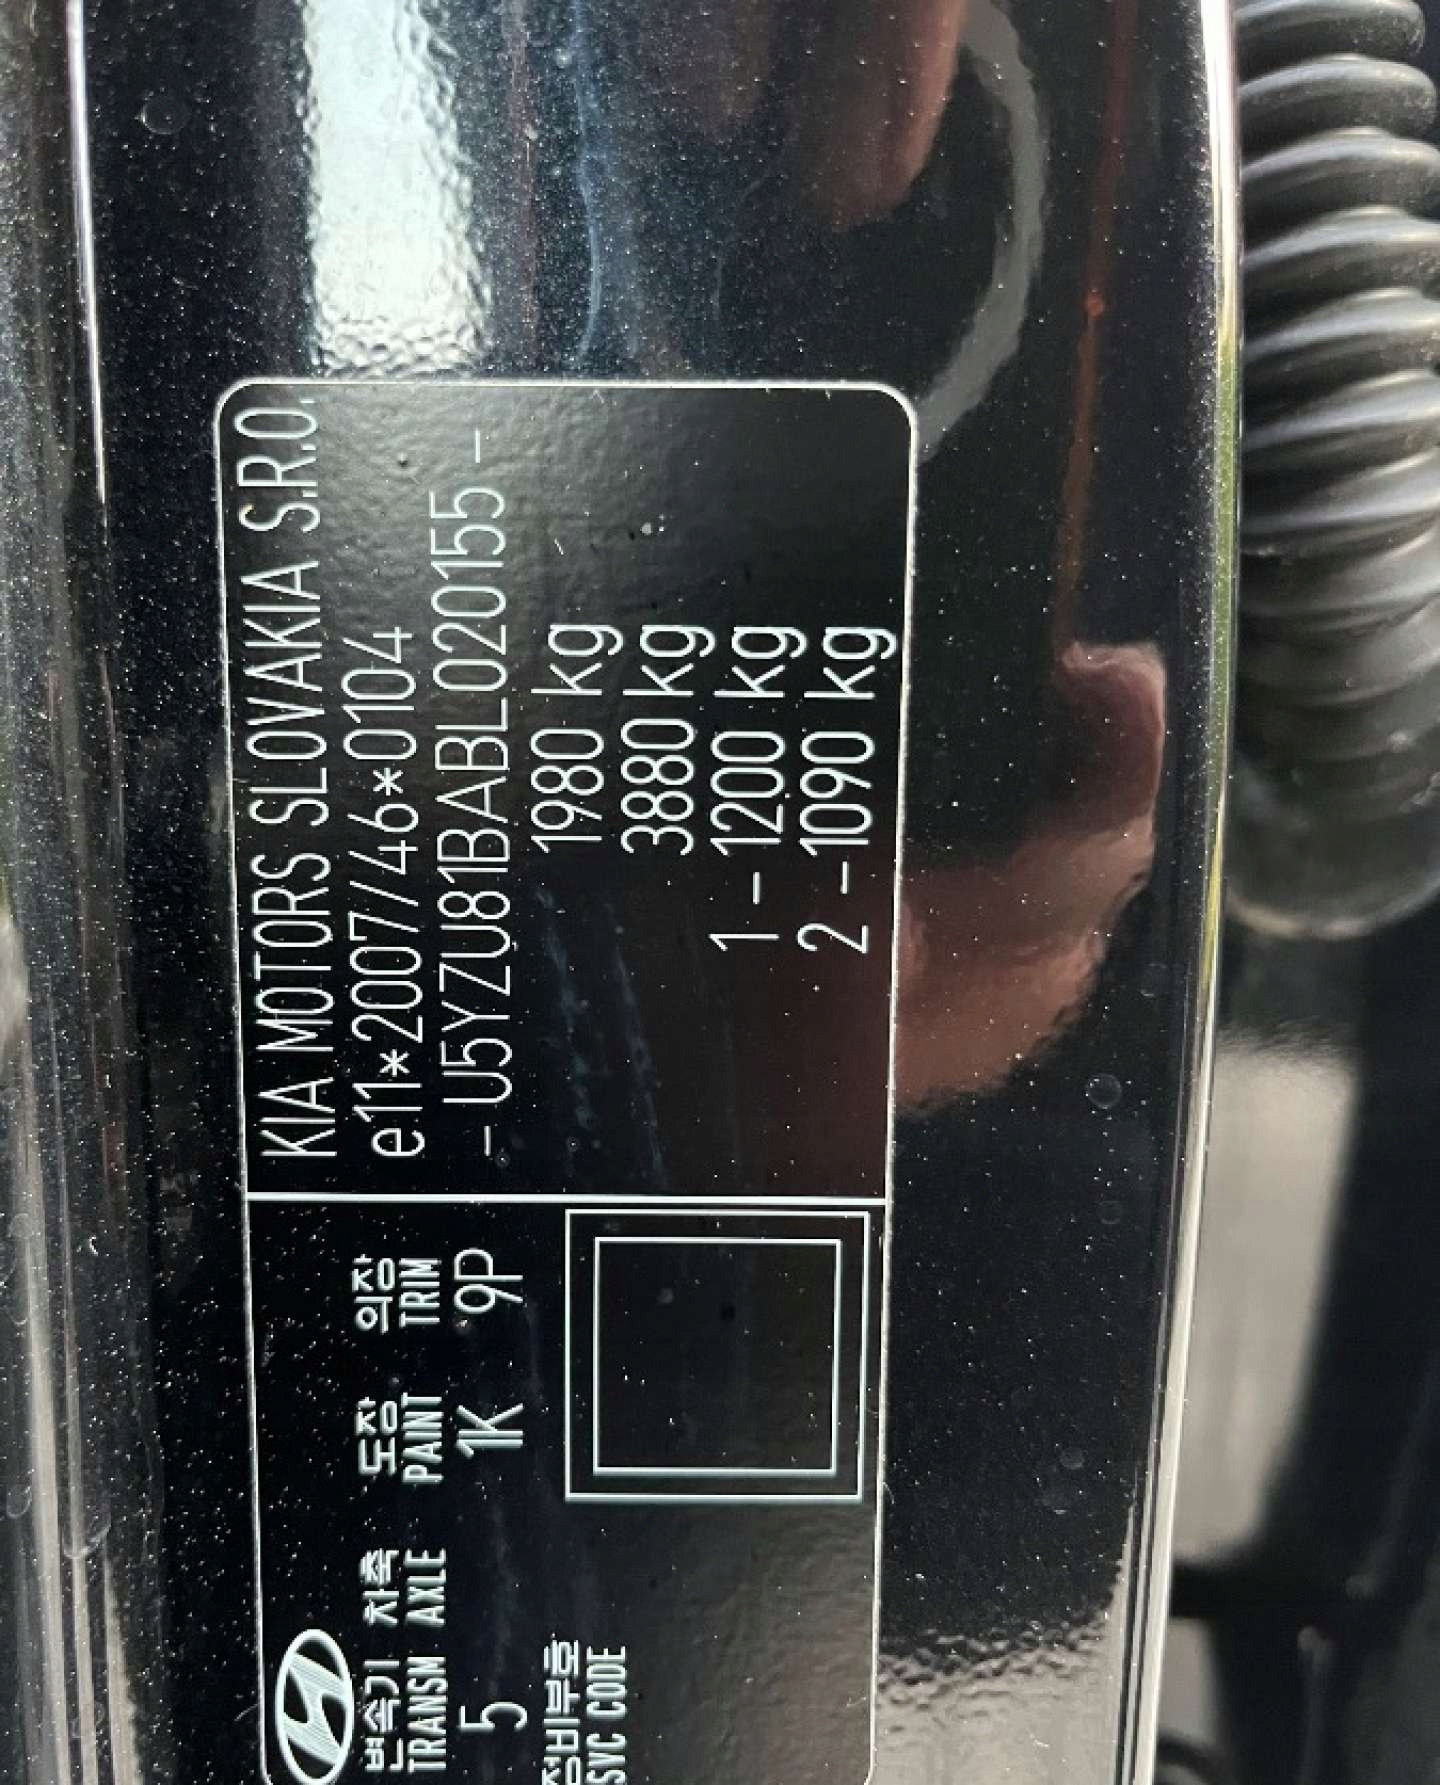 KIA MOTORS SLOVAKIA S.R.O.
e11*2007/46*0104
- U5YZU81BABL020155 -
1980 kg
3880 kg
1 - 1200 kg
2 - 1090 kg
변속기 차축 도장 의장
TRANSM AXLE PAINT TRIM
5 1K 9P
정비부호
SVC CODE